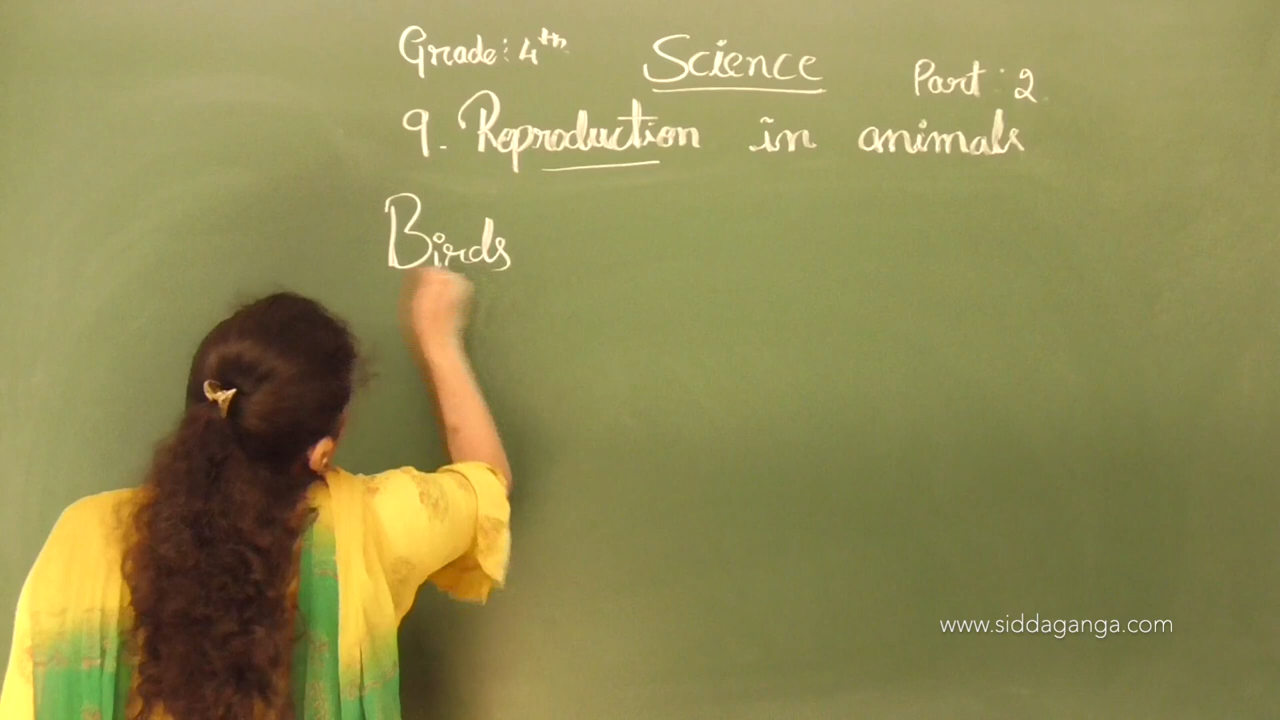 Grade: 4th Science Part: 2
9. Reproduction in animals
Birds
www.siddaganga.com